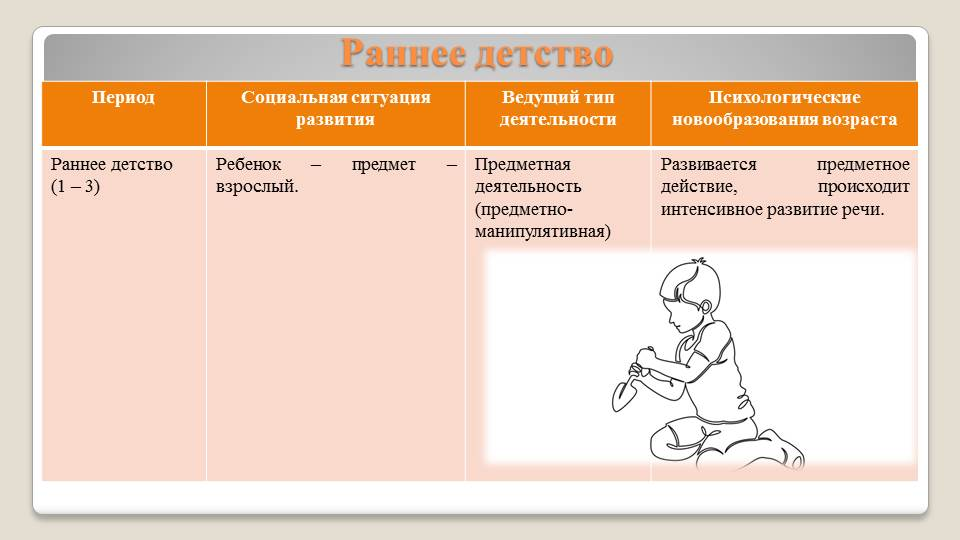 Раннее детство
Период
Социальная ситуация
развития
Ведущий тип
деятельности
Психологические
новообразования возраста
Раннее детство
(1 – 3)
Ребенок – предмет –
взрослый.
Предметная
деятельность
(предметно-
манипулятивная)
Развивается предметное
действие, происходит
интенсивное развитие речи.